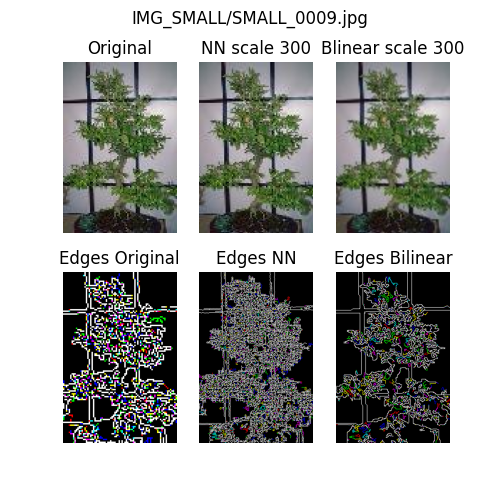 IMG_SMALL/SMALL_0009.jpg
Original
NN scale 300
Blinear scale 300
Edges Original
Edges NN
Edges Bilinear